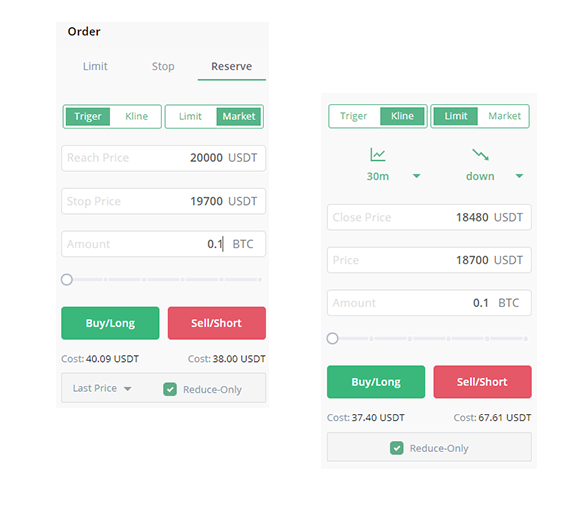 Order
Limit Stop Reserve
Triger Kline Limit Market
Reach Price 20000 USDT
Stop Price 19700 USDT
Amount 0.1 BTC
Buy/Long Sell/Short
Cost: 40.09 USDT Cost: 38.00 USDT
Last Price Reduce-Only
Triger Kline Limit Market
30m down
Close Price 18480 USDT
Price 18700 USDT
Amount 0.1 BTC
Buy/Long Sell/Short
Cost: 37.40 USDT Cost: 67.61 USDT
Reduce-Only